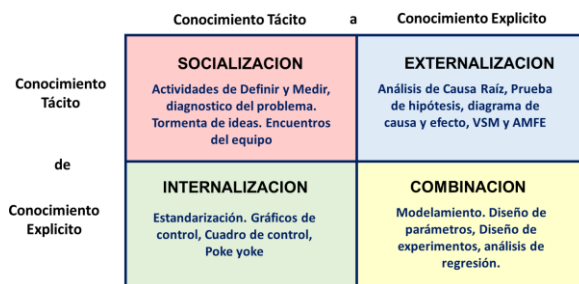 Conocimiento Tácito a Conocimiento Explicito
Conocimiento
Tácito
SOCIALIZACION
Actividades de Definir y Medir,
diagnostico del problema.
Tormenta de ideas. Encuentros
del equipo
EXTERNALIZACION
Análisis de Causa Raíz, Prueba
de hipótesis, diagrama de
causa y efecto, VSM y AMFE
de
Conocimiento
Explicito
INTERNALIZACION
Estandarización. Gráficos de
control, Cuadro de control,
Poke yoke
COMBINACION
Modelamiento. Diseño de
parámetros, Diseño de
experimentos, análisis de
regresión.